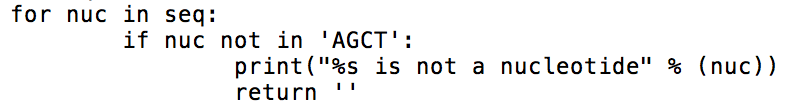 for nuc in seq:
        if nuc not in 'AGCT':
                print("%s is not a nucleotide" % (nuc))
                return ''